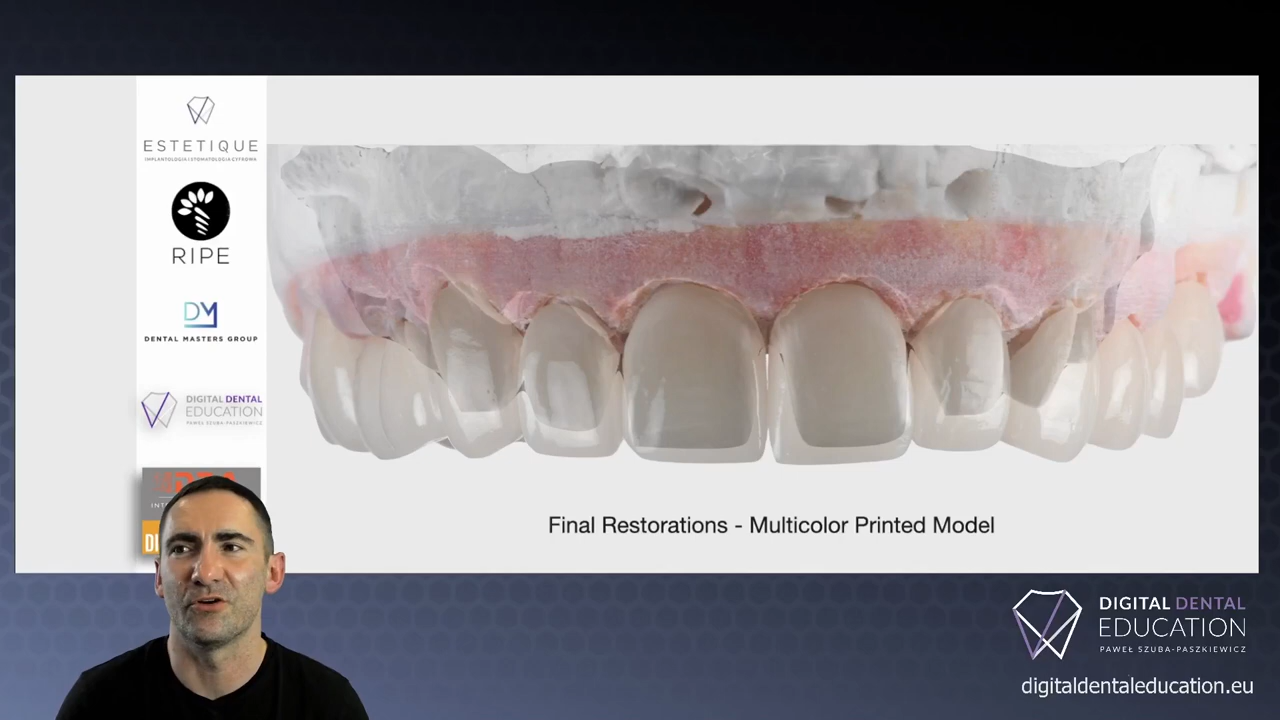 ESTETIQUE
IMPLANTOLOGIA I STOMATOLOGIA CYFROWA
RIPE
DM
DENTAL MASTERS GROUP
DIGITAL DENTAL
EDUCATION
PAWEŁ SZUBA-PASZKIEWICZ
Final Restorations - Multicolor Printed Model
DIGITAL DENTAL
EDUCATION
PAWEŁ SZUBA-PASZKIEWICZ
digitaldentaleducation.eu